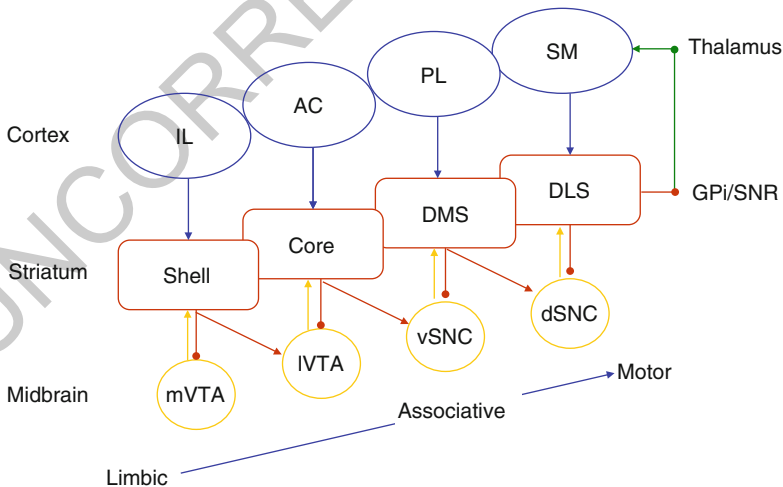 SM
Thalamus
PL
AC
Cortex
IL
DLS
GPi/SNR
DMS
Core
Striatum
Shell
dSNC
vSNC
lVTA
mVTA
Midbrain
Motor
Associative
Limbic
UNCORRE